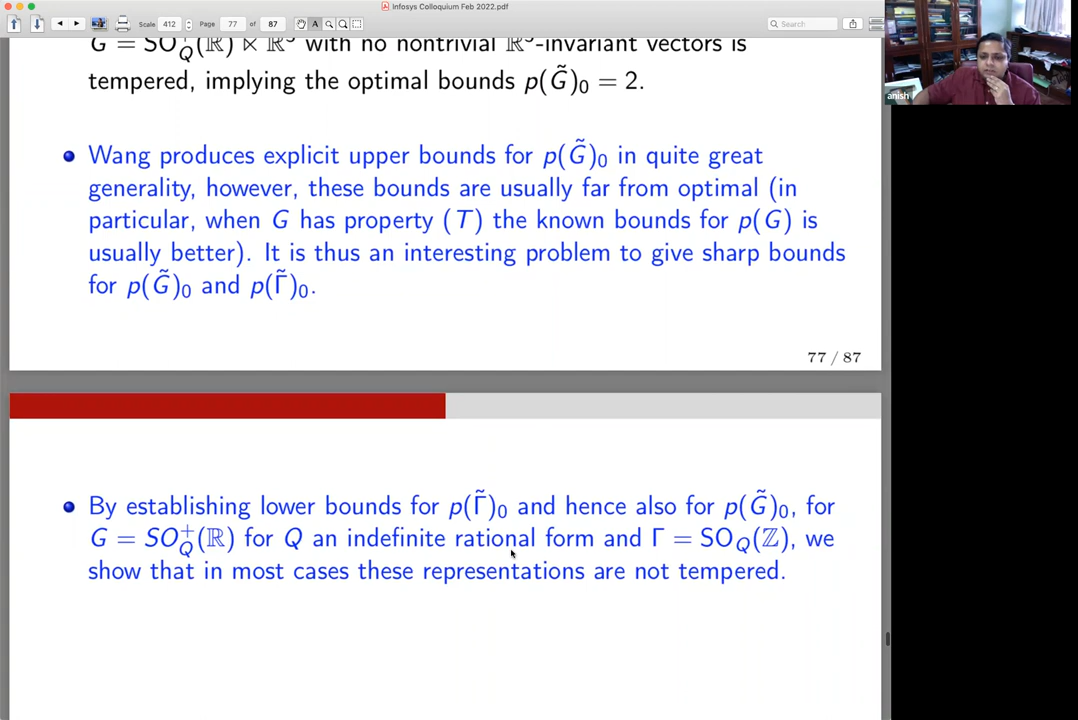 Infosys Colloquium Feb 2022.pdf
Scale 412 Page 77 of 87 Search
G = SO⁺_Q(ℝ) ⋉ ℝ with no nontrivial -invariant vectors is
tempered, implying the optimal bounds p(G̃)₀ = 2.
Wang produces explicit upper bounds for p(G̃)₀ in quite great
generality, however, these bounds are usually far from optimal (in
particular, when G has property (T) the known bounds for p(G) is
usually better). It is thus an interesting problem to give sharp bounds
for p(G̃)₀ and p(Γ̃)₀.
77 / 87
By establishing lower bounds for p(Γ̃)₀ and hence also for p(G̃)₀, for
G = SO⁺_Q(ℝ) for Q an indefinite rational form and Γ = SO_Q(ℤ), we
show that in most cases these representations are not tempered.
anish